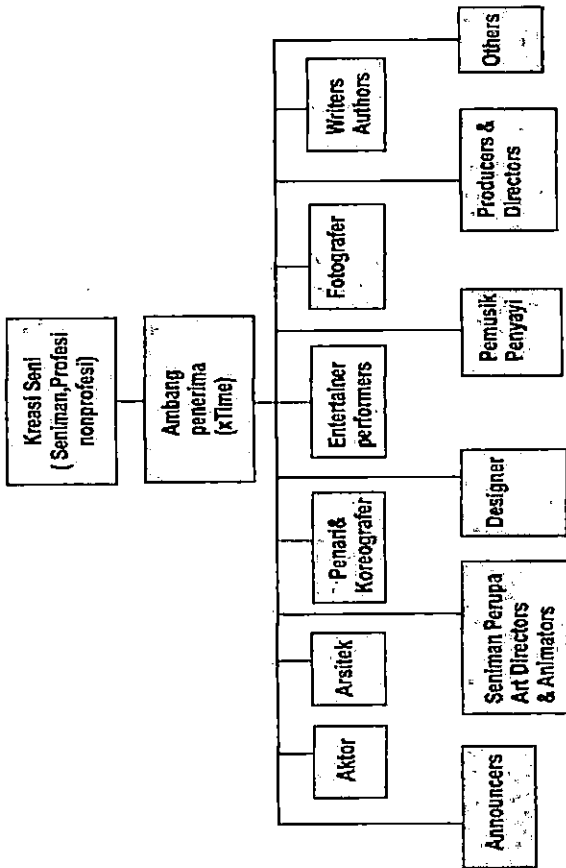 Kreasi Seni
( Seniman,Profesi
nonprofesi)
Ambang
penerima
(xTime)
Aktor
Arsitek
Penari&
Koreografer
Entertainer
performers
Fotografer
Writers
Authors
Announcers
Seniman Perupa
Art Directors
& Animators
Designer
Pemusik
Penyayi
Producers &
Directors
Others